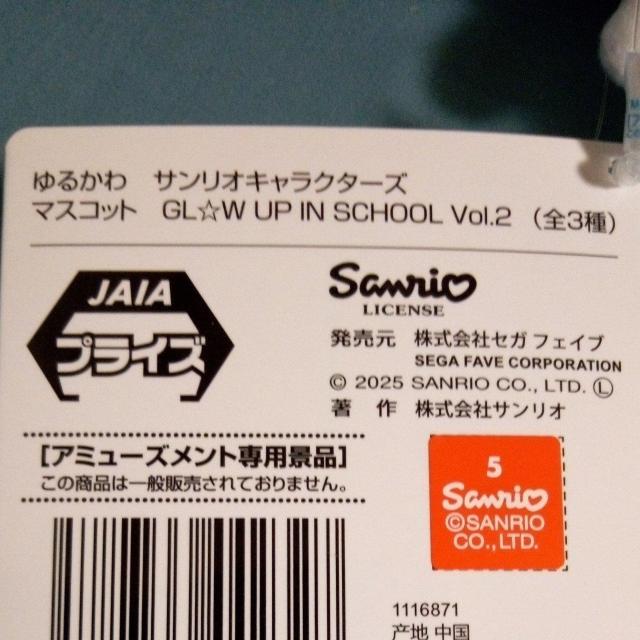 ゆるかわ サンリオキャラクターズ
マスコット GL☆W UP IN SCHOOL Vol.2 (全3種)
JAIA
プライズ
Sanrio
LICENSE
発売元 株式会社セガ フェイブ
SEGA FAVE CORPORATION
© 2025 SANRIO CO., LTD. Ⓛ
著 作 株式会社サンリオ
[アミューズメント専用景品]
この商品は一般販売されておりません。
5
Sanrio
©SANRIO
CO.,LTD.
1116871
産地 中国